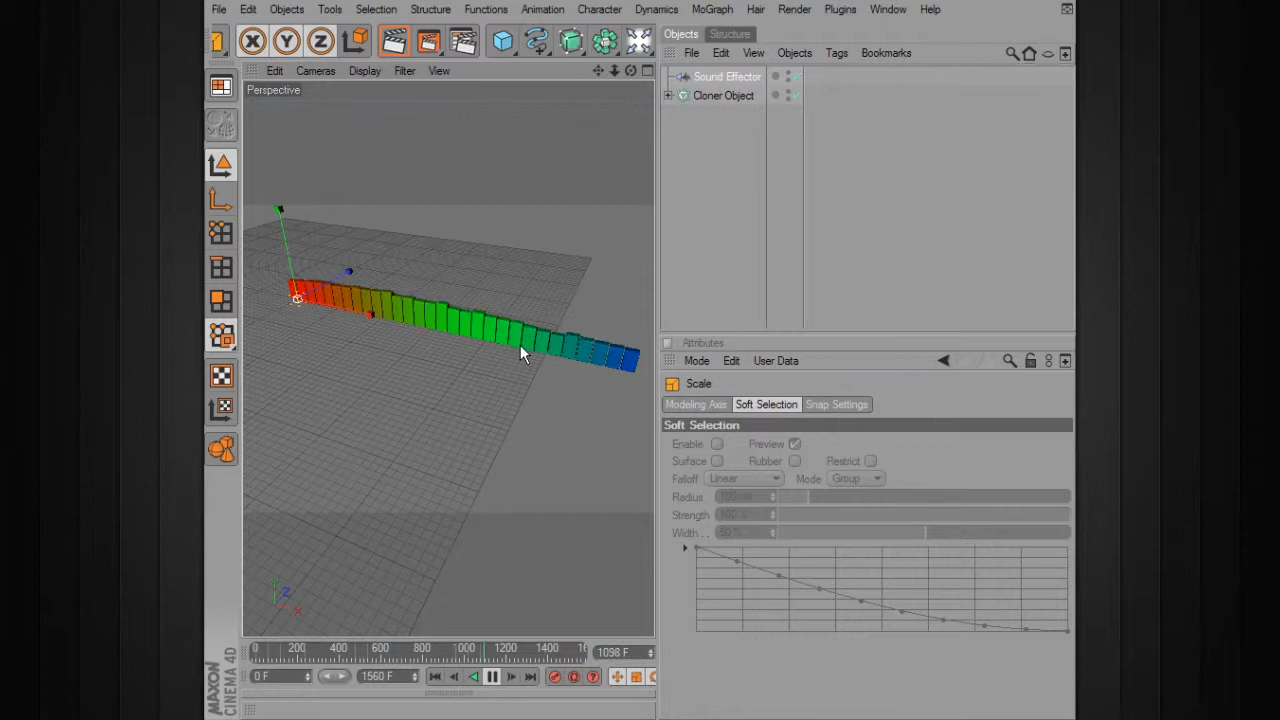 File Edit Objects Tools Selection Structure Functions Animation Character Dynamics MoGraph Hair Render Plugins Window Help
X Y Z
Objects Structure
File Edit View Objects Tags Bookmarks
Edit Cameras Display Filter View
Sound Effector
Perspective
Cloner Object
Attributes
Mode Edit User Data
Scale
Modeling Axis Soft Selection Snap Settings
Soft Selection
Enable Preview
Surface Rubber Restrict
Falloff Linear Mode Group
Radius
Strength 100 %
Width . . 50 %
Y
Z
X
0 200 400 600 800 1000 1200 1400 1098 F
0 F 1560 F
MAXON
CINEMA 4D